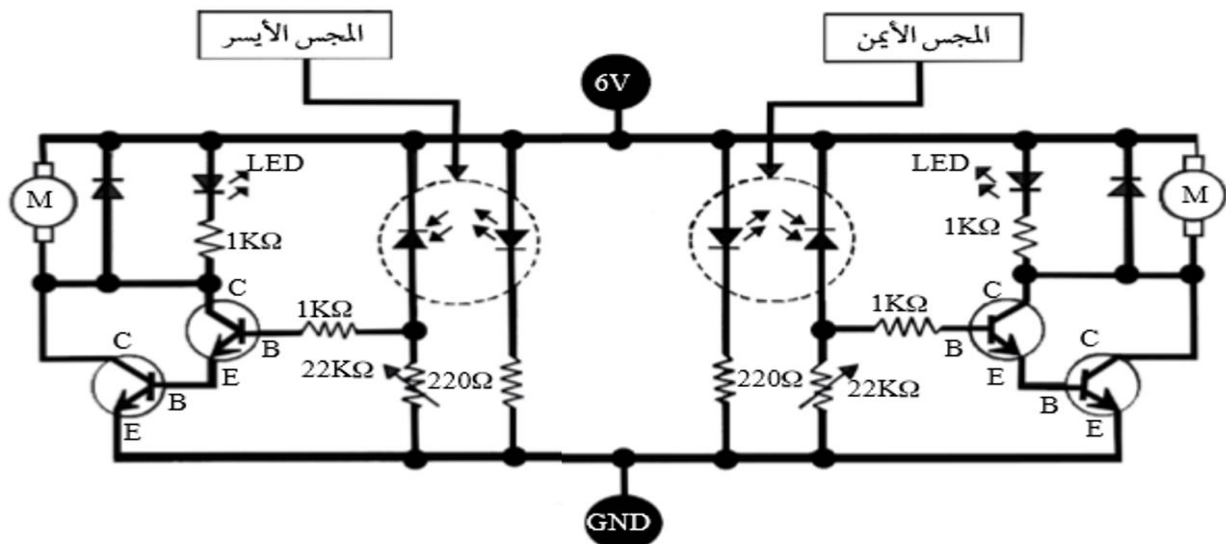 المجس الأيسر
المجس الأيمن
6V
LED
LED
M
M
1KΩ
1KΩ
C
C
1KΩ
1KΩ
C
B
B
C
E
22KΩ
220Ω
220Ω
22KΩ
E
B
B
E
E
GND